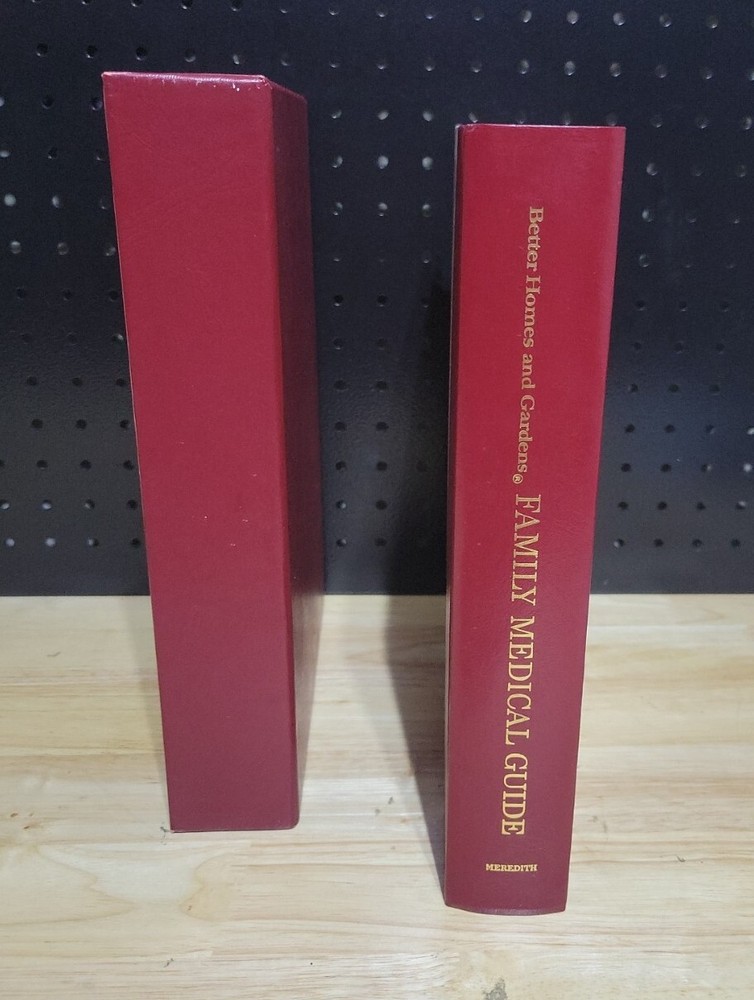 Better Homes and Gardens® FAMILY MEDICAL GUIDE
MEREDITH